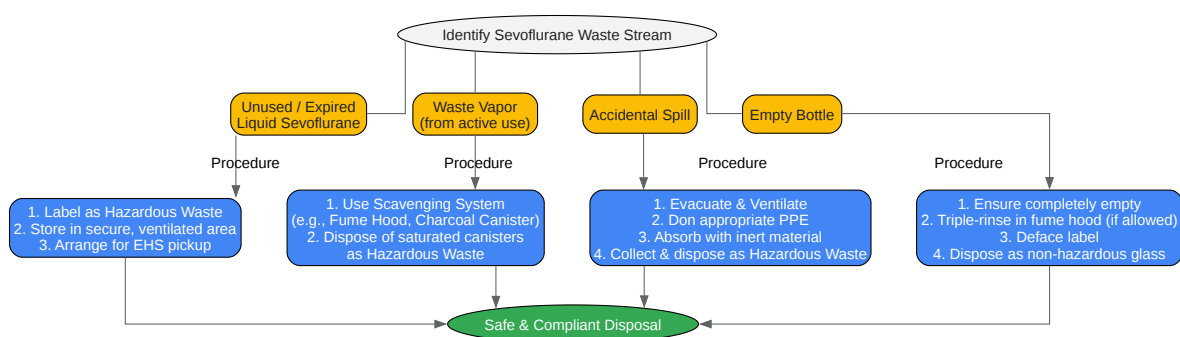 Identify Sevoflurane Waste Stream
Unused / Expired
Liquid Sevoflurane
Waste Vapor
(from active use)
Accidental Spill
Empty Bottle
Procedure
Procedure
Procedure
Procedure
1. Label as Hazardous Waste
2. Store in secure, ventilated area
3. Arrange for EHS pickup
1. Use Scavenging System
(e.g., Fume Hood, Charcoal Canister)
2. Dispose of saturated canisters
as Hazardous Waste
1. Evacuate & Ventilate
2. Don appropriate PPE
3. Absorb with inert material
4. Collect & dispose as Hazardous Waste
1. Ensure completely empty
2. Triple-rinse in fume hood (if allowed)
3. Deface label
4. Dispose as non-hazardous glass
Safe & Compliant Disposal